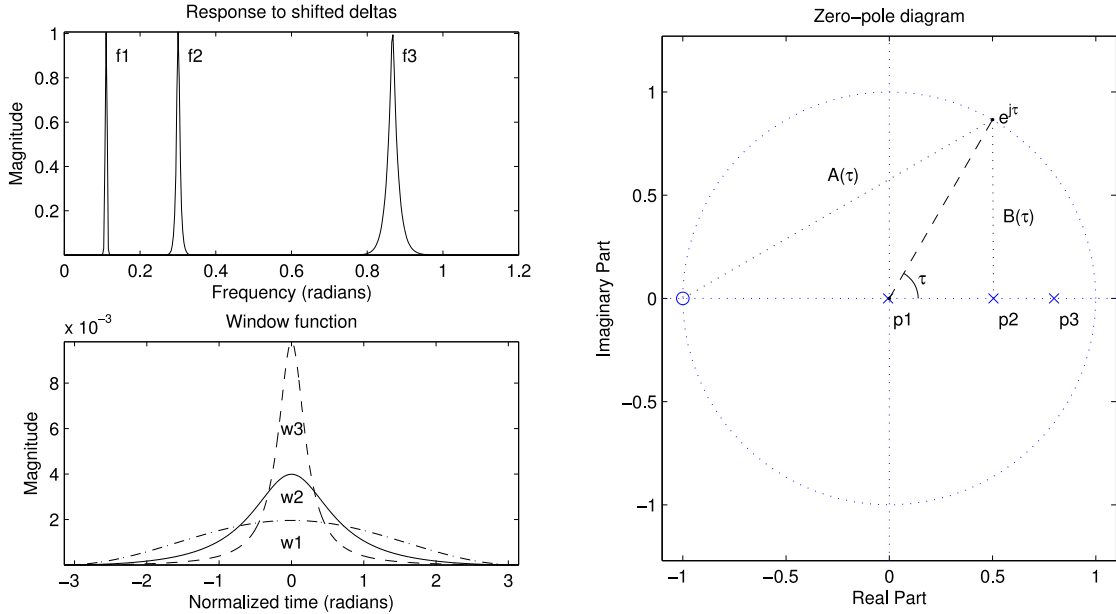 Response to shifted deltas
1
0.8
0.6
0.4
0.2
Magnitude
f1
f2
f3
0
0.2
0.4
0.6
0.8
1
1.2
Frequency (radians)
x 10−3
Window function
8
6
4
2
Magnitude
w3
w2
w1
−3
−2
−1
0
1
2
3
Normalized time (radians)
Zero−pole diagram
1
0.5
0
−0.5
−1
Imaginary Part
e^jτ
A(τ)
B(τ)
τ
p1
p2
p3
−1
−0.5
0
0.5
1
Real Part